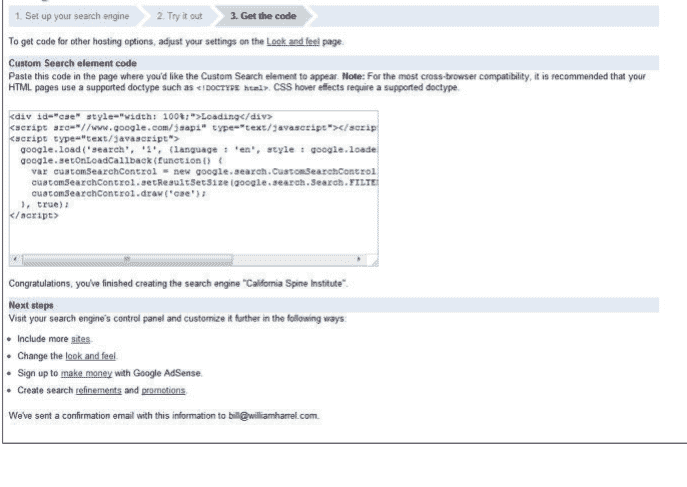 1. Set up your search engine
2. Try it out
3. Get the code
To get code for other hosting options, adjust your settings on the Look and feel page.
Custom Search element code
Paste this code in the page where you'd like the Custom Search element to appear. Note: For the most cross-browser compatibility, it is recommended that your
HTML pages use a supported doctype such as <!DOCTYPE html>. CSS hover effects require a supported doctype.
<div id="cse" style="width: 100%;">Loading</div>
<script src="//www.google.com/jsapi" type="text/javascript"></scrip
<script type="text/javascript">
google.load('search', '1', {language : 'en', style : google.loade
google.setOnLoadCallback(function() {
var customSearchControl = new google.search.CustomSearchControl
customSearchControl.setResultSetSize(google.search.Search.FILTE
customSearchControl.draw('cse');
}, true);
</script>
Congratulations, you've finished creating the search engine "California Spine Institute".
Next steps
Visit your search engine's control panel and customize it further in the following ways:
• Include more sites.
• Change the look and feel.
• Sign up to make money with Google AdSense.
• Create search refinements and promotions.
We've sent a confirmation email with this information to bill@williamharrel.com.